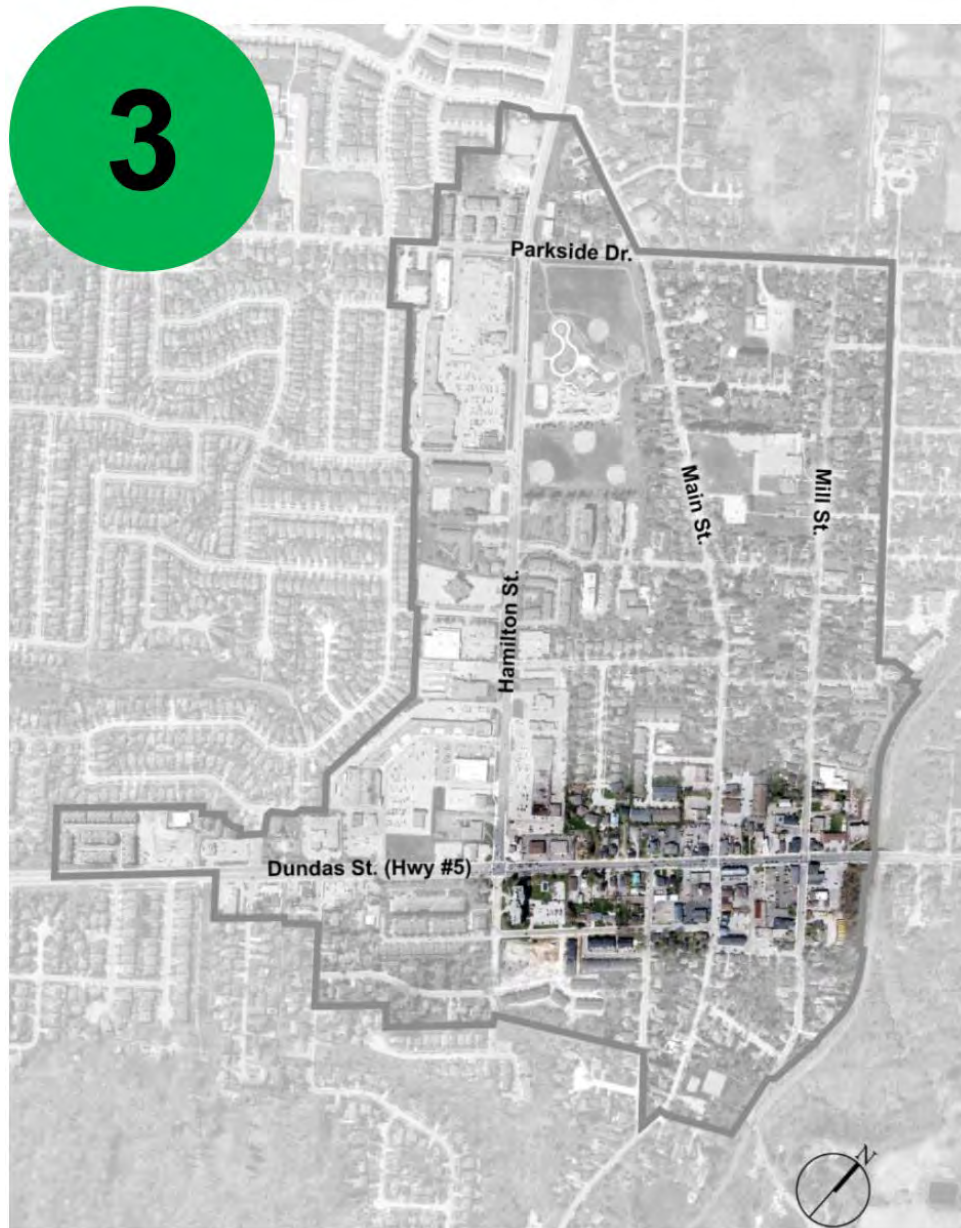 3
Parkside Dr.
Main St.
Mill St.
Hamilton St.
Dundas St. (Hwy #5)
N